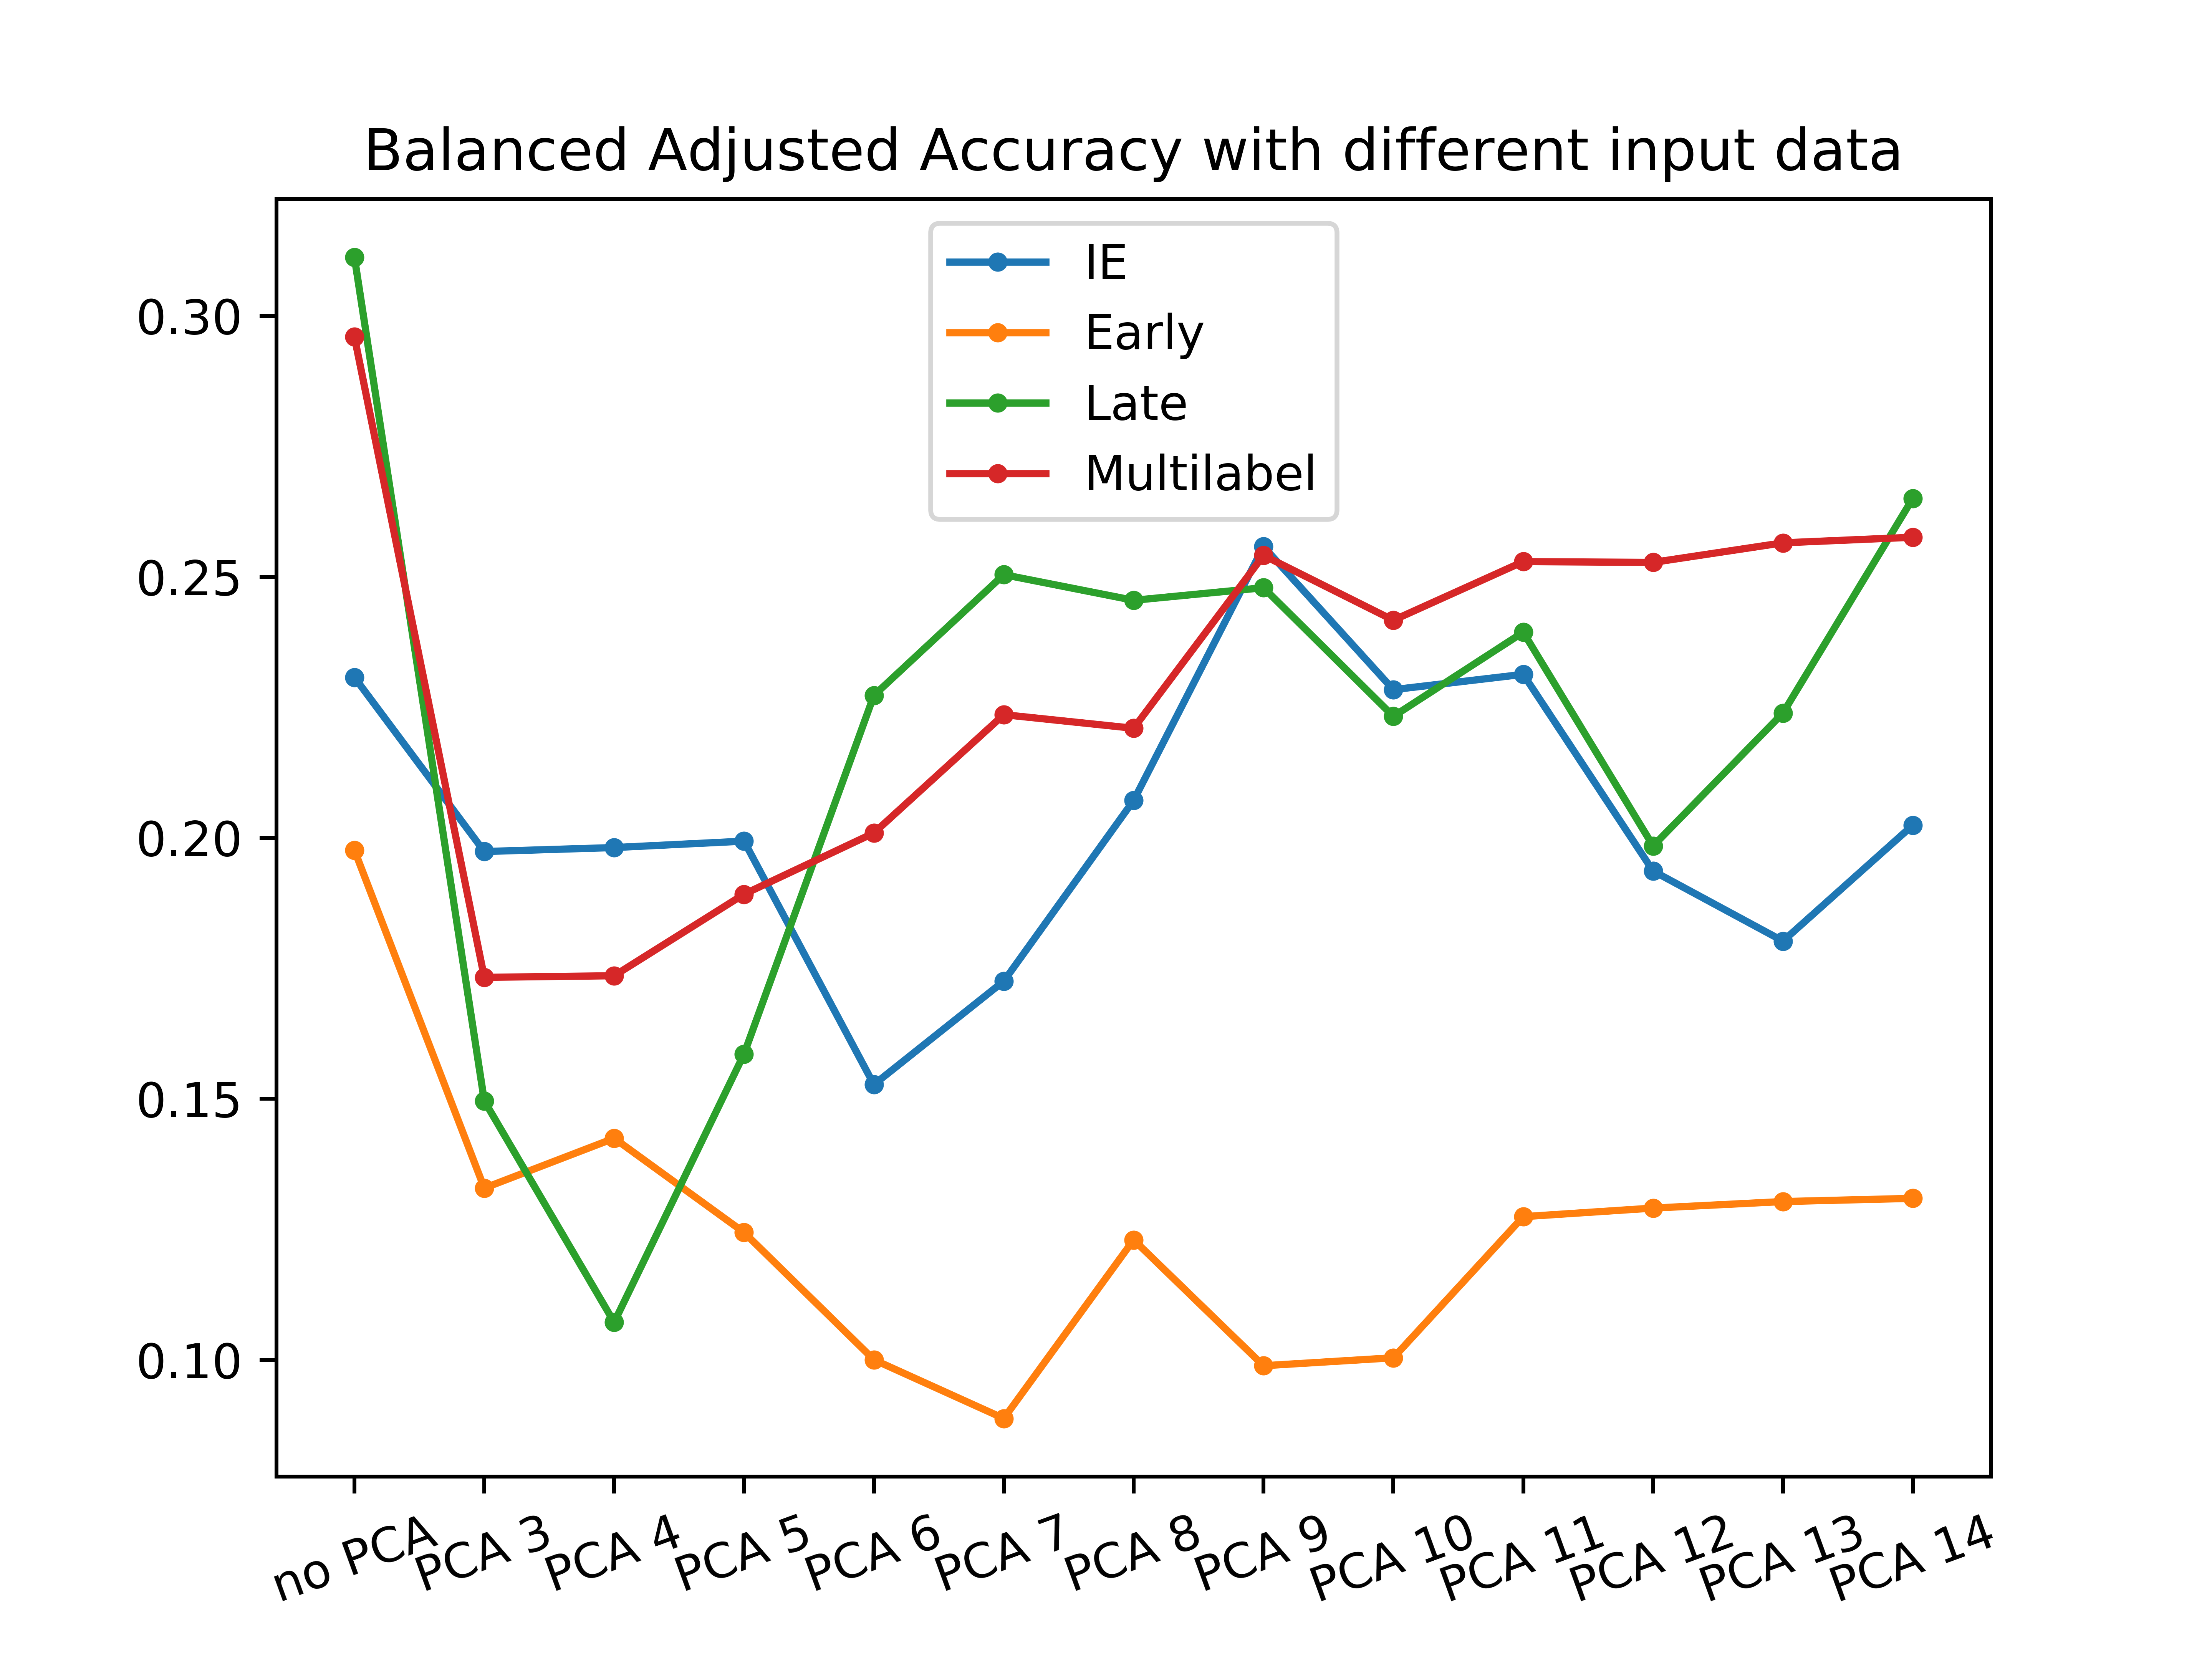 Balanced Adjusted Accuracy with different input data
IE
Early
Late
Multilabel
0.30
0.25
0.20
0.15
0.10
no PCA
PCA 3
PCA 4
PCA 5
PCA 6
PCA 7
PCA 8
PCA 9
PCA 10
PCA 11
PCA 12
PCA 13
PCA 14